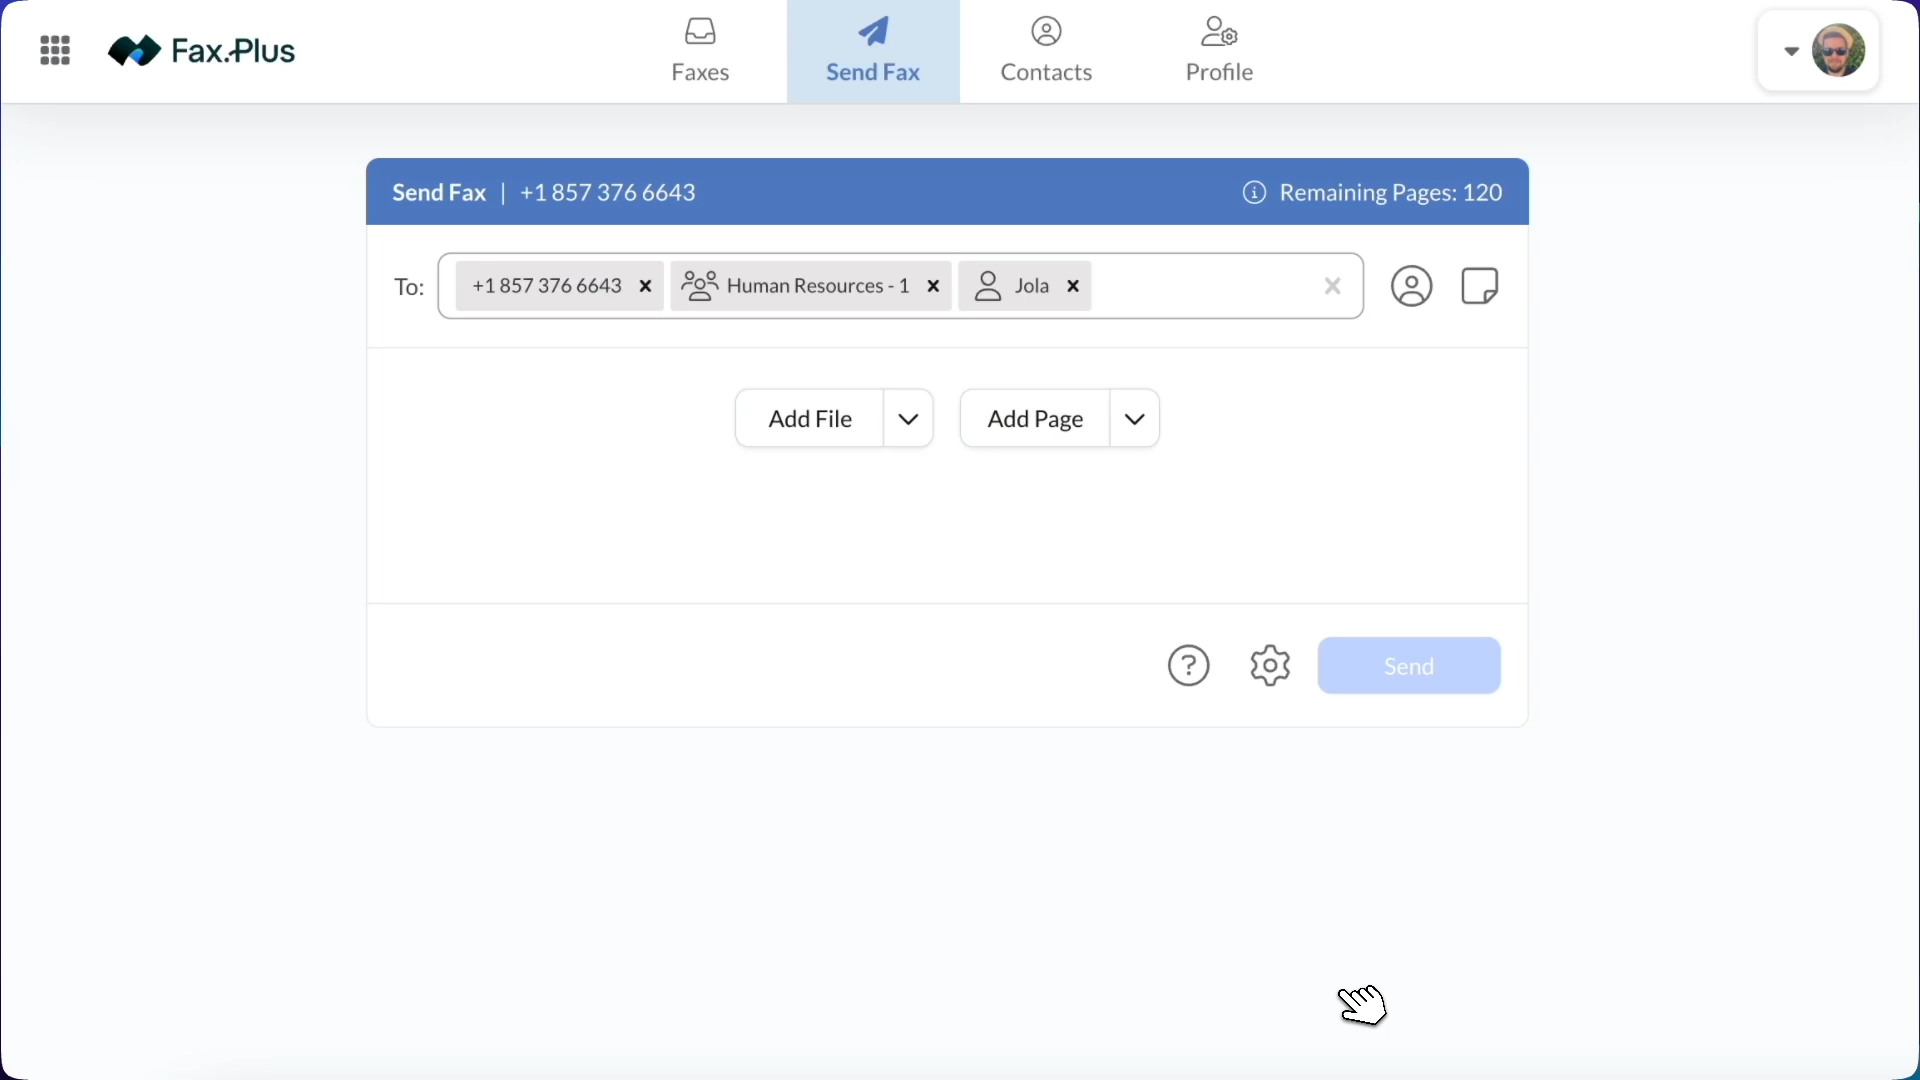 Fax.Plus
Faxes
Send Fax
Contacts
Profile
Send Fax | +1 857 376 6643
Remaining Pages: 120
To: +1 857 376 6643 Human Resources - 1 Jola
Add File
Add Page
Send